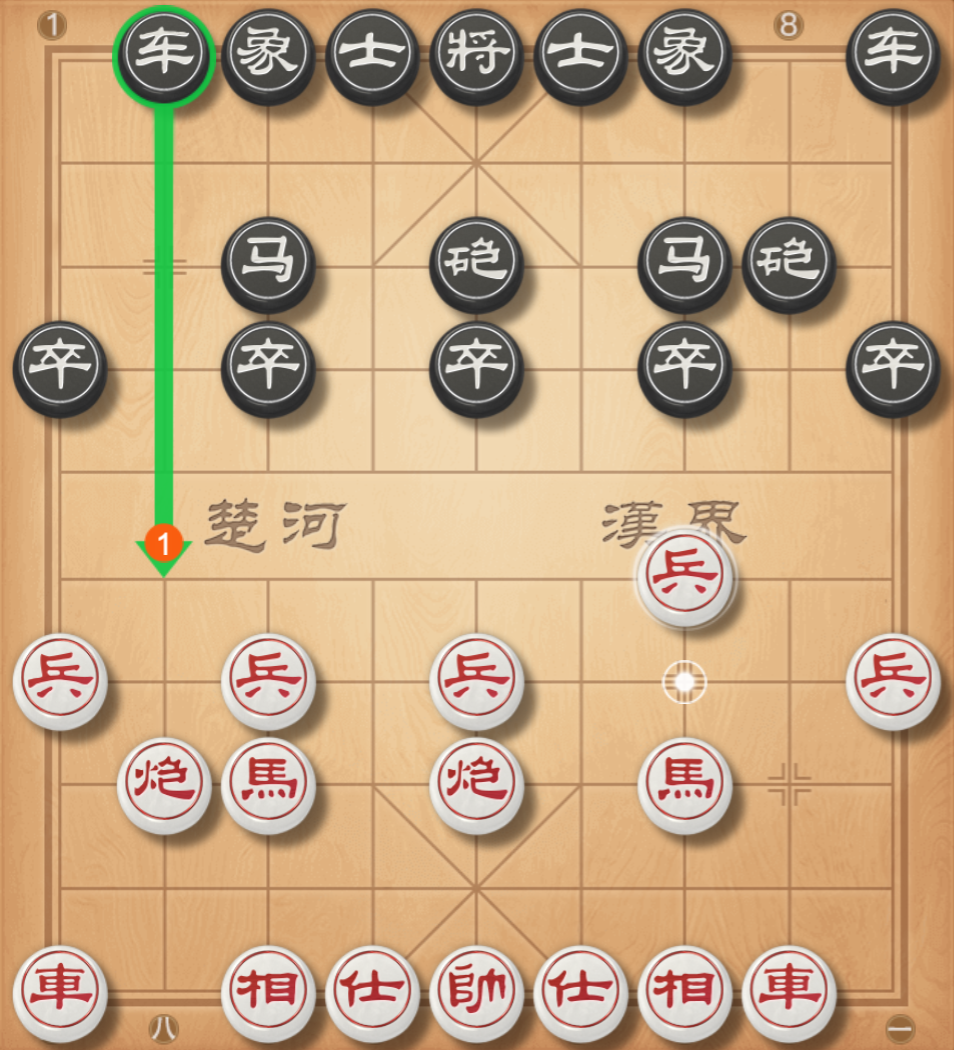 1 8
车 象 士 将 士 象 车
马 砲 马 砲
卒 卒 卒 卒 卒
楚河 漢界
1
兵
兵 兵 兵 兵
炮 馬 炮 馬
車 相 仕 帥 仕 相 車
八 一